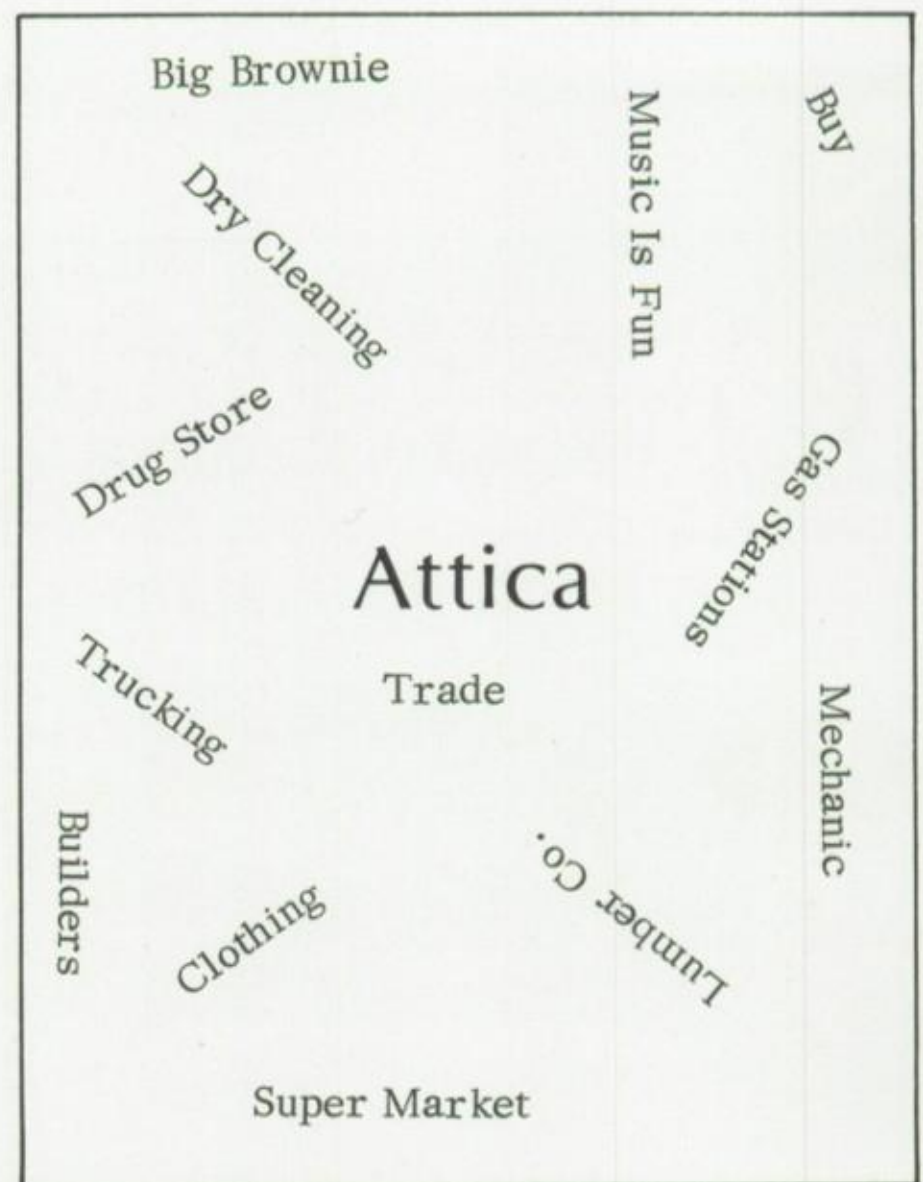 Big Brownie
Buy
Music Is Fun
Dry Cleaning
Drug Store
Gas Stations
Attica
Trade
Trucking
Mechanic
Builders
Lumber Co.
Clothing
Super Market